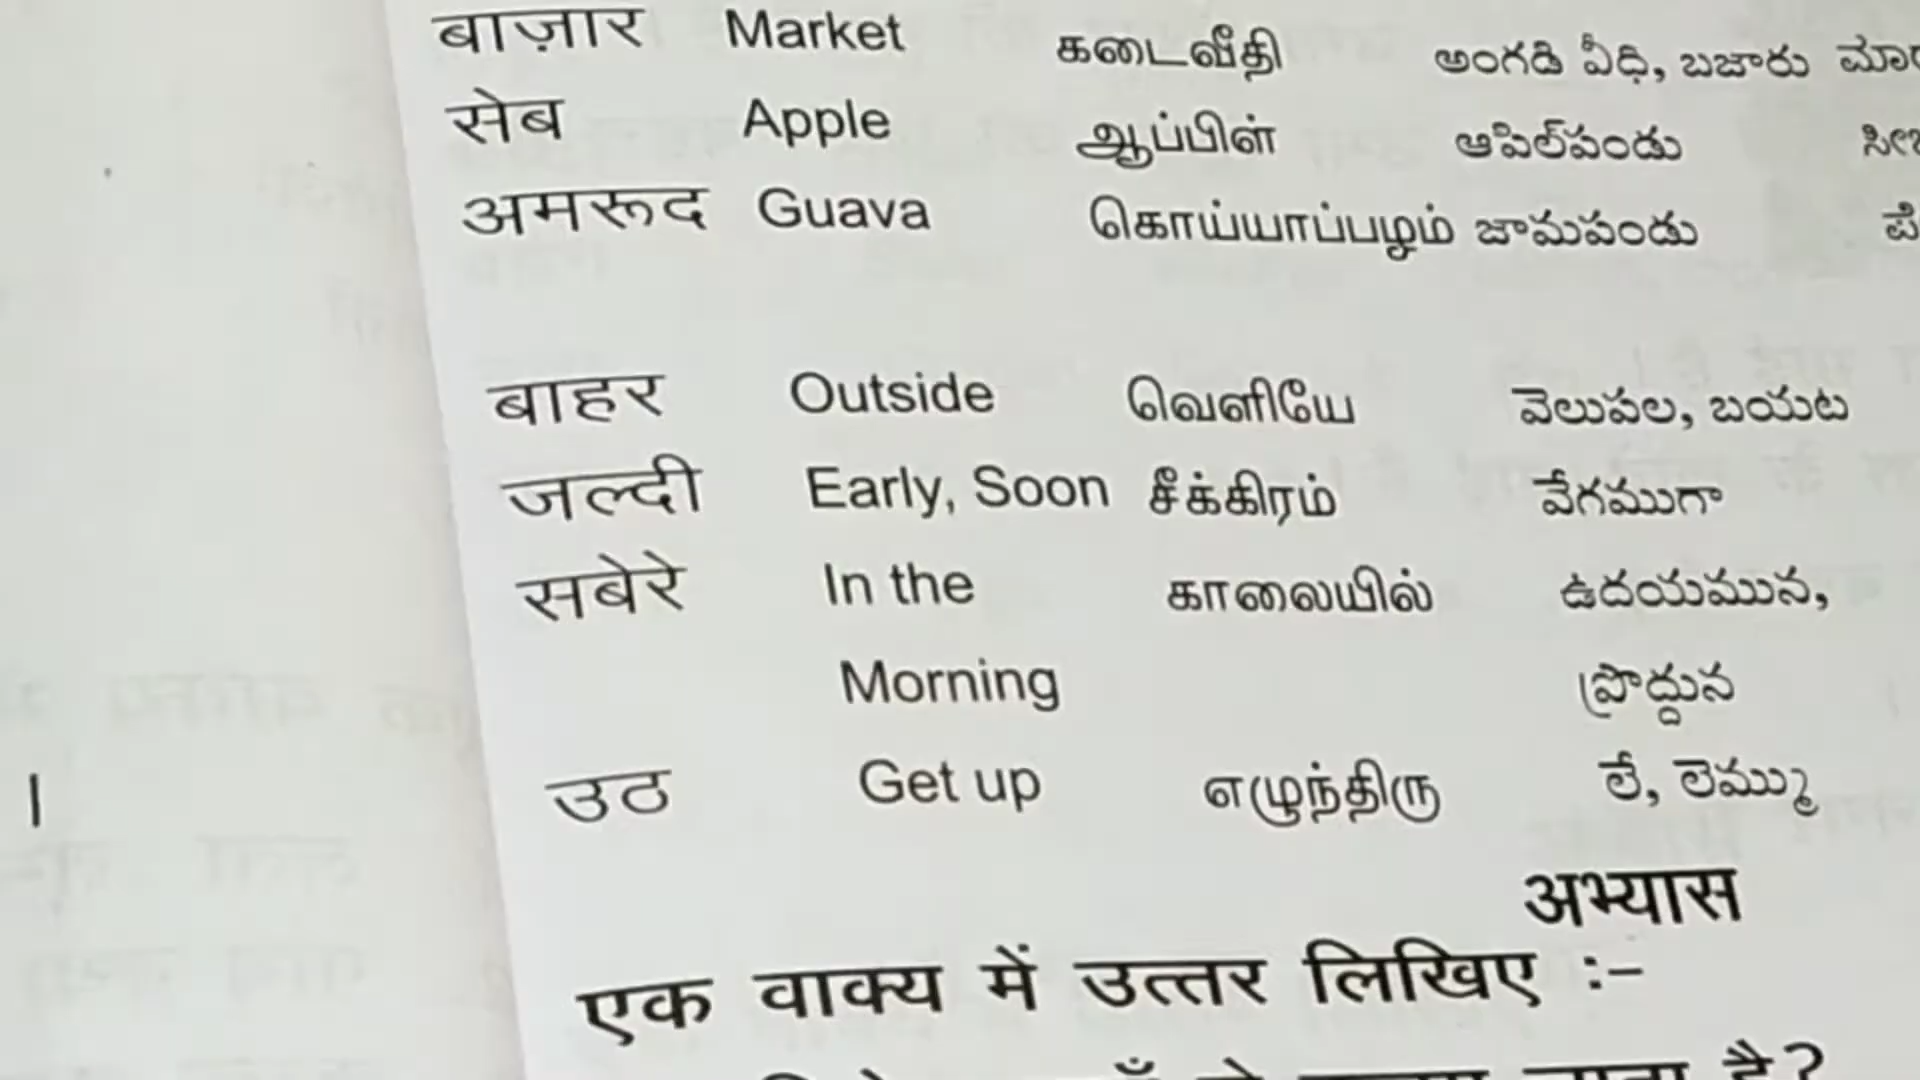 बाज़ार Market கடைவீதி అంగడి వీధి, బజారు
सेब Apple ஆப்பிள் ఆపిల్‌పండు
अमरूद Guava கொய்யாப்பழம் జామపండు
बाहर Outside வெளியே వెలుపల, బయట
जल्दी Early, Soon சீக்கிரம் వేగముగా
सबेरे In the காலையில் ఉదయమున,
Morning ప్రొద్దున
उठ Get up எழுந்திரு లే, లెమ్ము
अभ्यास
एक वाक्य में उत्तर लिखिए :–
है?